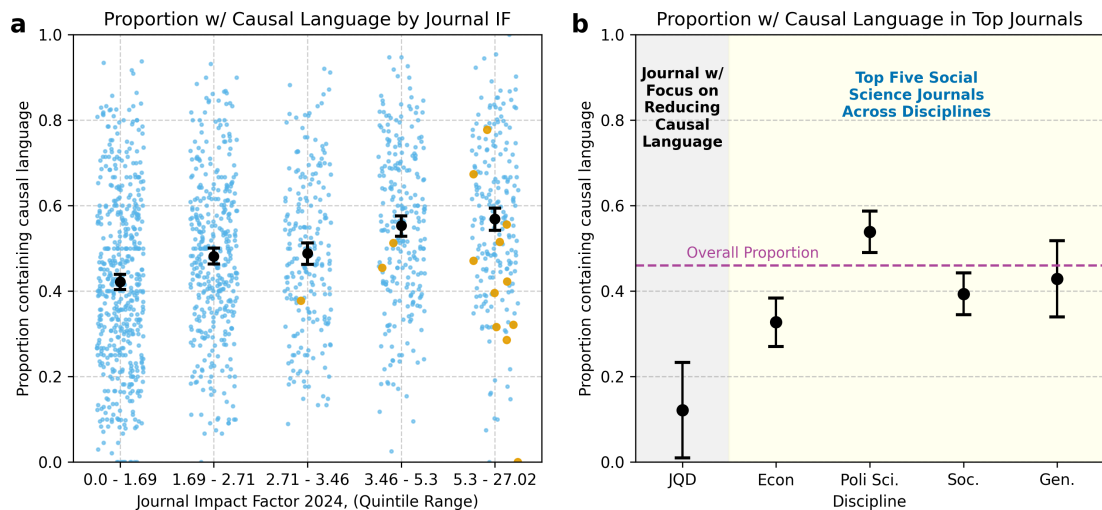 a
Proportion w/ Causal Language by Journal IF
Proportion containing causal language
1.0
0.8
0.6
0.4
0.2
0.0
0.0 - 1.69
1.69 - 2.71
2.71 - 3.46
3.46 - 5.3
5.3 - 27.02
Journal Impact Factor 2024, (Quintile Range)
b
Proportion w/ Causal Language in Top Journals
Proportion containing causal language
1.0
0.8
0.6
0.4
0.2
0.0
Journal w/
Focus on
Reducing
Causal
Language
Top Five Social
Science Journals
Across Disciplines
Overall Proportion
JQD
Econ
Poli Sci.
Soc.
Gen.
Discipline